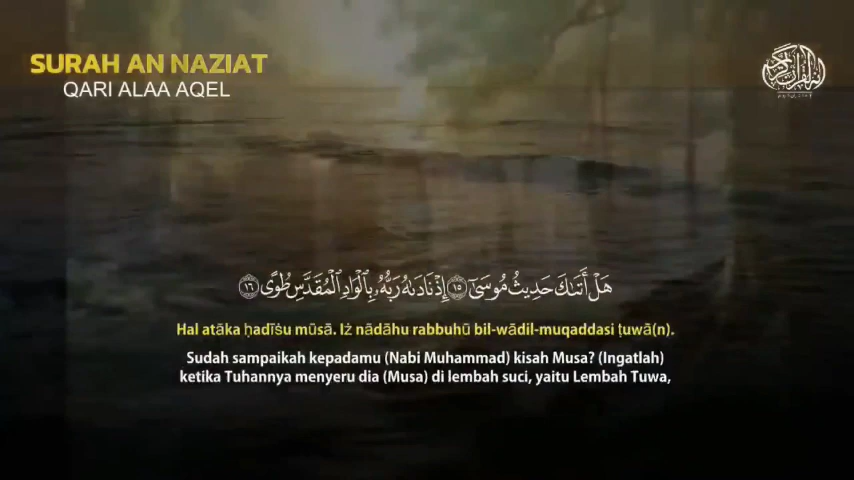 SURAH AN NAZIAT
QARI ALAA AQEL
هَلْ أَتَىٰكَ حَدِيثُ مُوسَىٰٓ ١٥ إِذْ نَادَىٰهُ رَبُّهُۥ بِٱلْوَادِ ٱلْمُقَدَّسِ طُوًى ١٦
Hal atāka ḥadīṡu mūsā. Iż nādāhu rabbuhū bil-wādil-muqaddasi ṭuwā(n).
Sudah sampaikah kepadamu (Nabi Muhammad) kisah Musa? (Ingatlah)
ketika Tuhannya menyeru dia (Musa) di lembah suci, yaitu Lembah Tuwa,